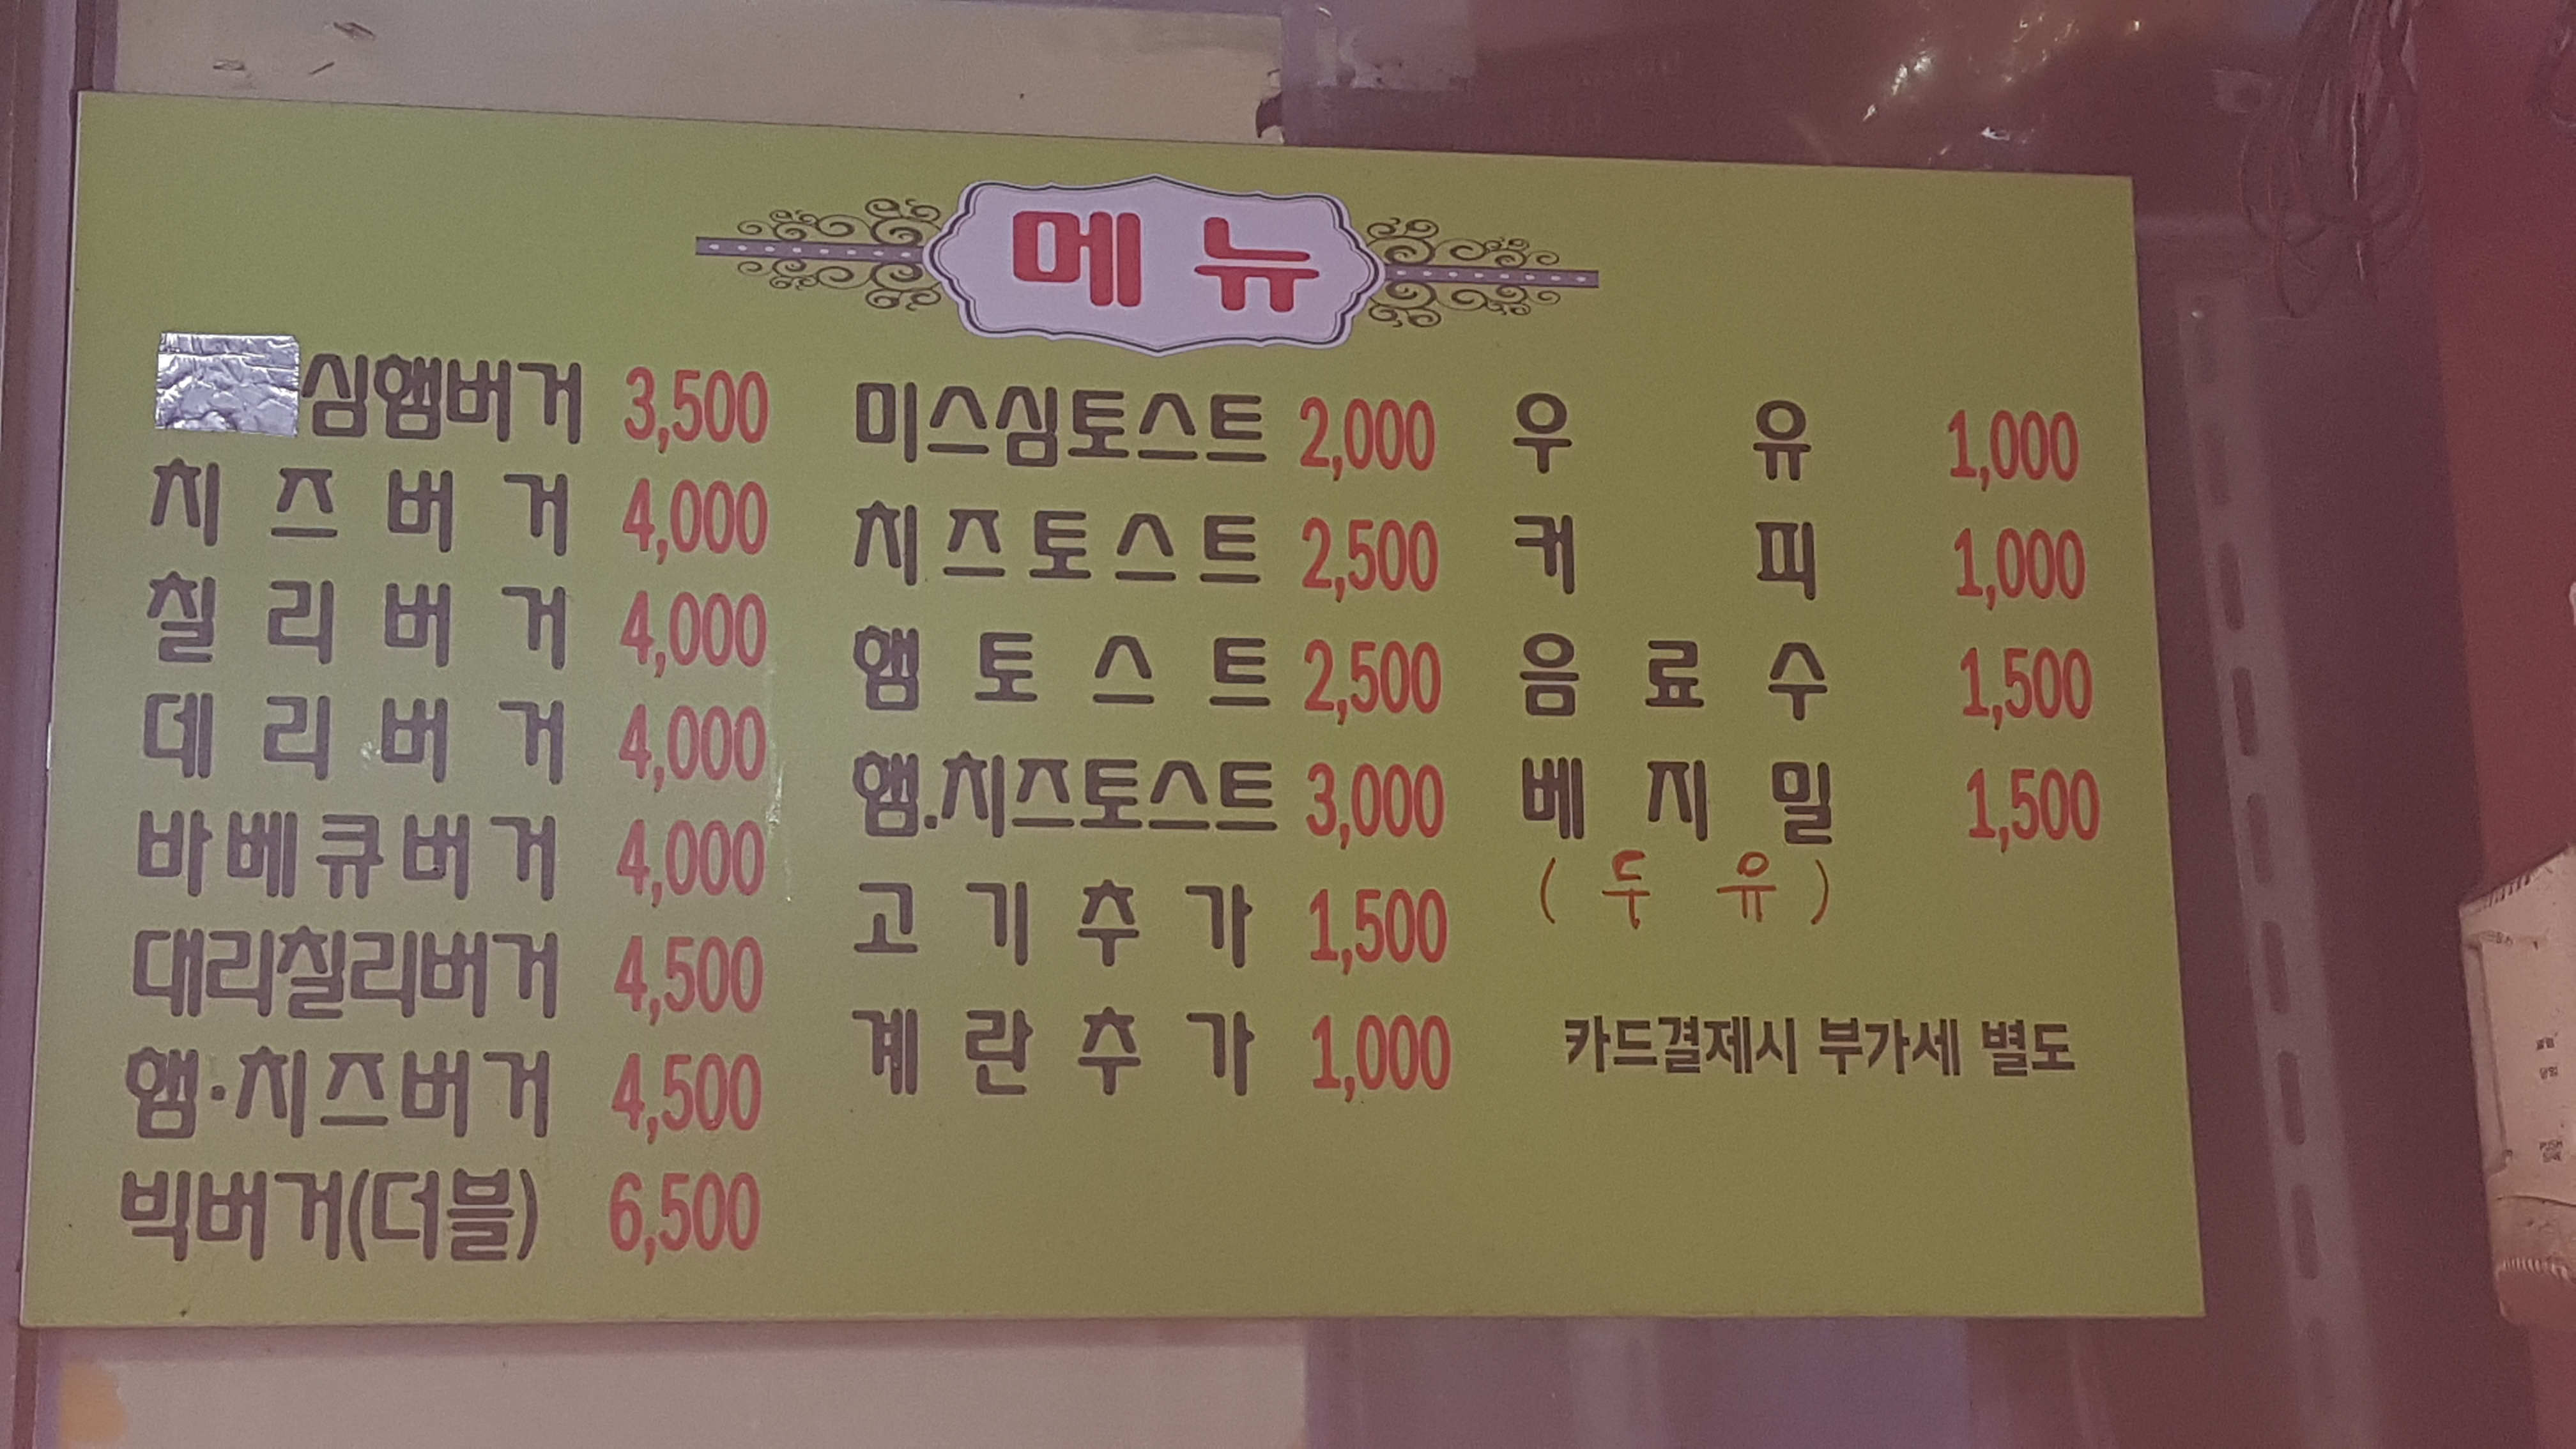 메뉴
심햄버거 3,500
치즈버거 4,000
칠리버거 4,000
데리버거 4,000
바베큐버거 4,000
대리칠리버거 4,500
햄·치즈버거 4,500
빅버거(더블) 6,500
미스심토스트 2,000
치즈토스트 2,500
햄토스트 2,500
햄.치즈토스트 3,000
고기추가 1,500
계란추가 1,000
우유 1,000
커피 1,000
음료수 1,500
베지밀 1,500
(두유)
카드결제시 부가세 별도